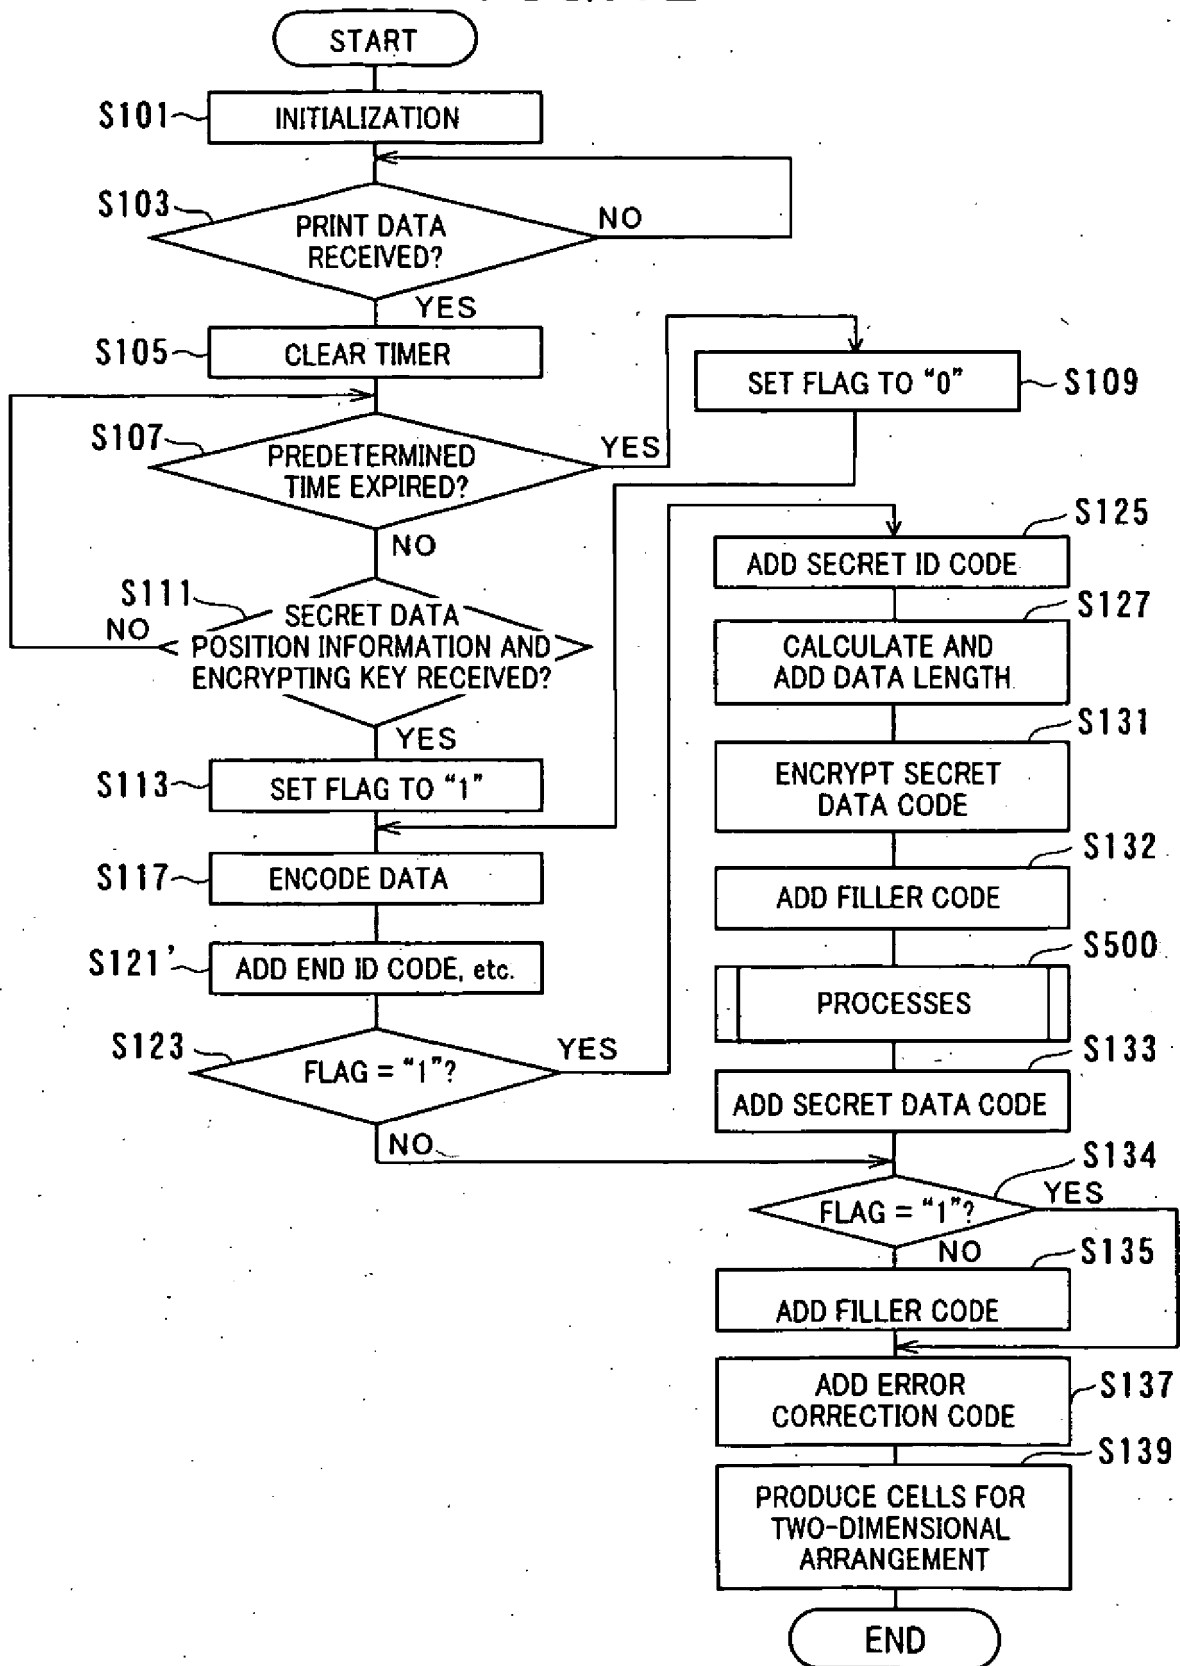 START
S101
INITIALIZATION
S103
PRINT DATA
RECEIVED?
NO
YES
S105
CLEAR TIMER
SET FLAG TO "0"
S109
S107
PREDETERMINED
TIME EXPIRED?
YES
NO
S111
SECRET DATA
POSITION INFORMATION AND
ENCRYPTING KEY RECEIVED?
NO
YES
S113
SET FLAG TO "1"
S117
ENCODE DATA
S121'
ADD END ID CODE, etc.
S123
FLAG = "1"?
YES
NO
S125
ADD SECRET ID CODE
S127
CALCULATE AND
ADD DATA LENGTH
S131
ENCRYPT SECRET
DATA CODE
S132
ADD FILLER CODE
S500
PROCESSES
S133
ADD SECRET DATA CODE
S134
FLAG = "1"?
YES
NO
S135
ADD FILLER CODE
ADD ERROR
CORRECTION CODE
S137
S139
PRODUCE CELLS FOR
TWO-DIMENSIONAL
ARRANGEMENT
END